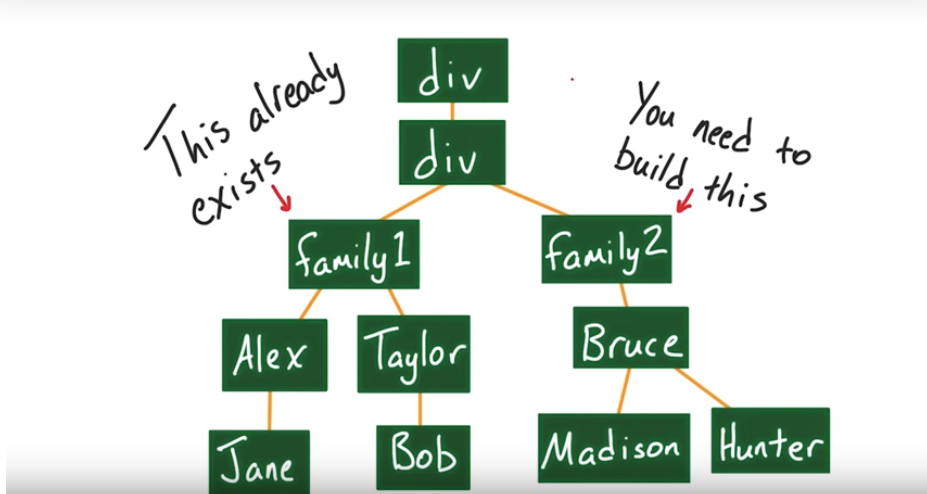 div
This already
exists
You need to
build this
div
family1
family2
Alex
Taylor
Bruce
Jane
Bob
Madison
Hunter